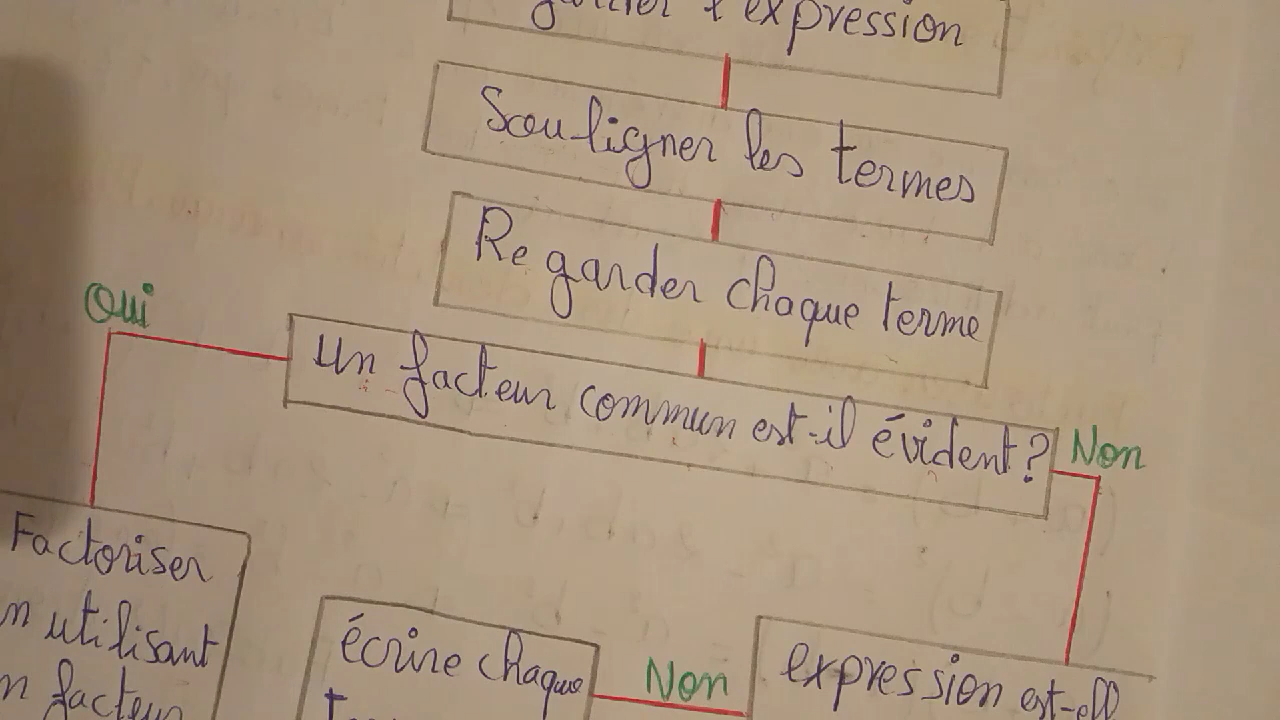 expression
Souligner les termes
Regarder chaque terme
Oui
un facteur commun est-il évident?
Non
Factoriser
n utilisant
n facteur
écrire chaque
Non
expression est-ell